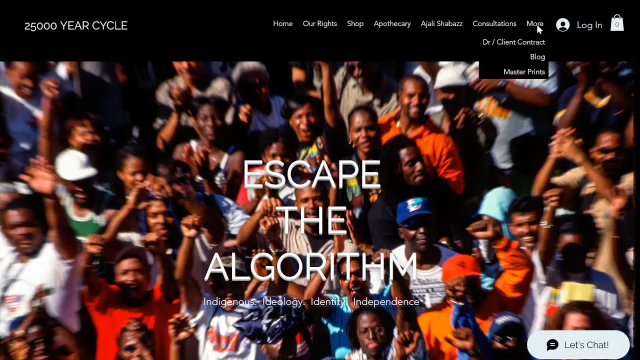 25000 YEAR CYCLE
Home Our Rights Shop Apothecary Ajali Shabazz Consultations More Log In 0
Dr / Client Contract
Blog
Master Prints
ESCAPE
THE
ALGORITHM
Indigenous. Ideology. Identity. Independence
Let's Chat!